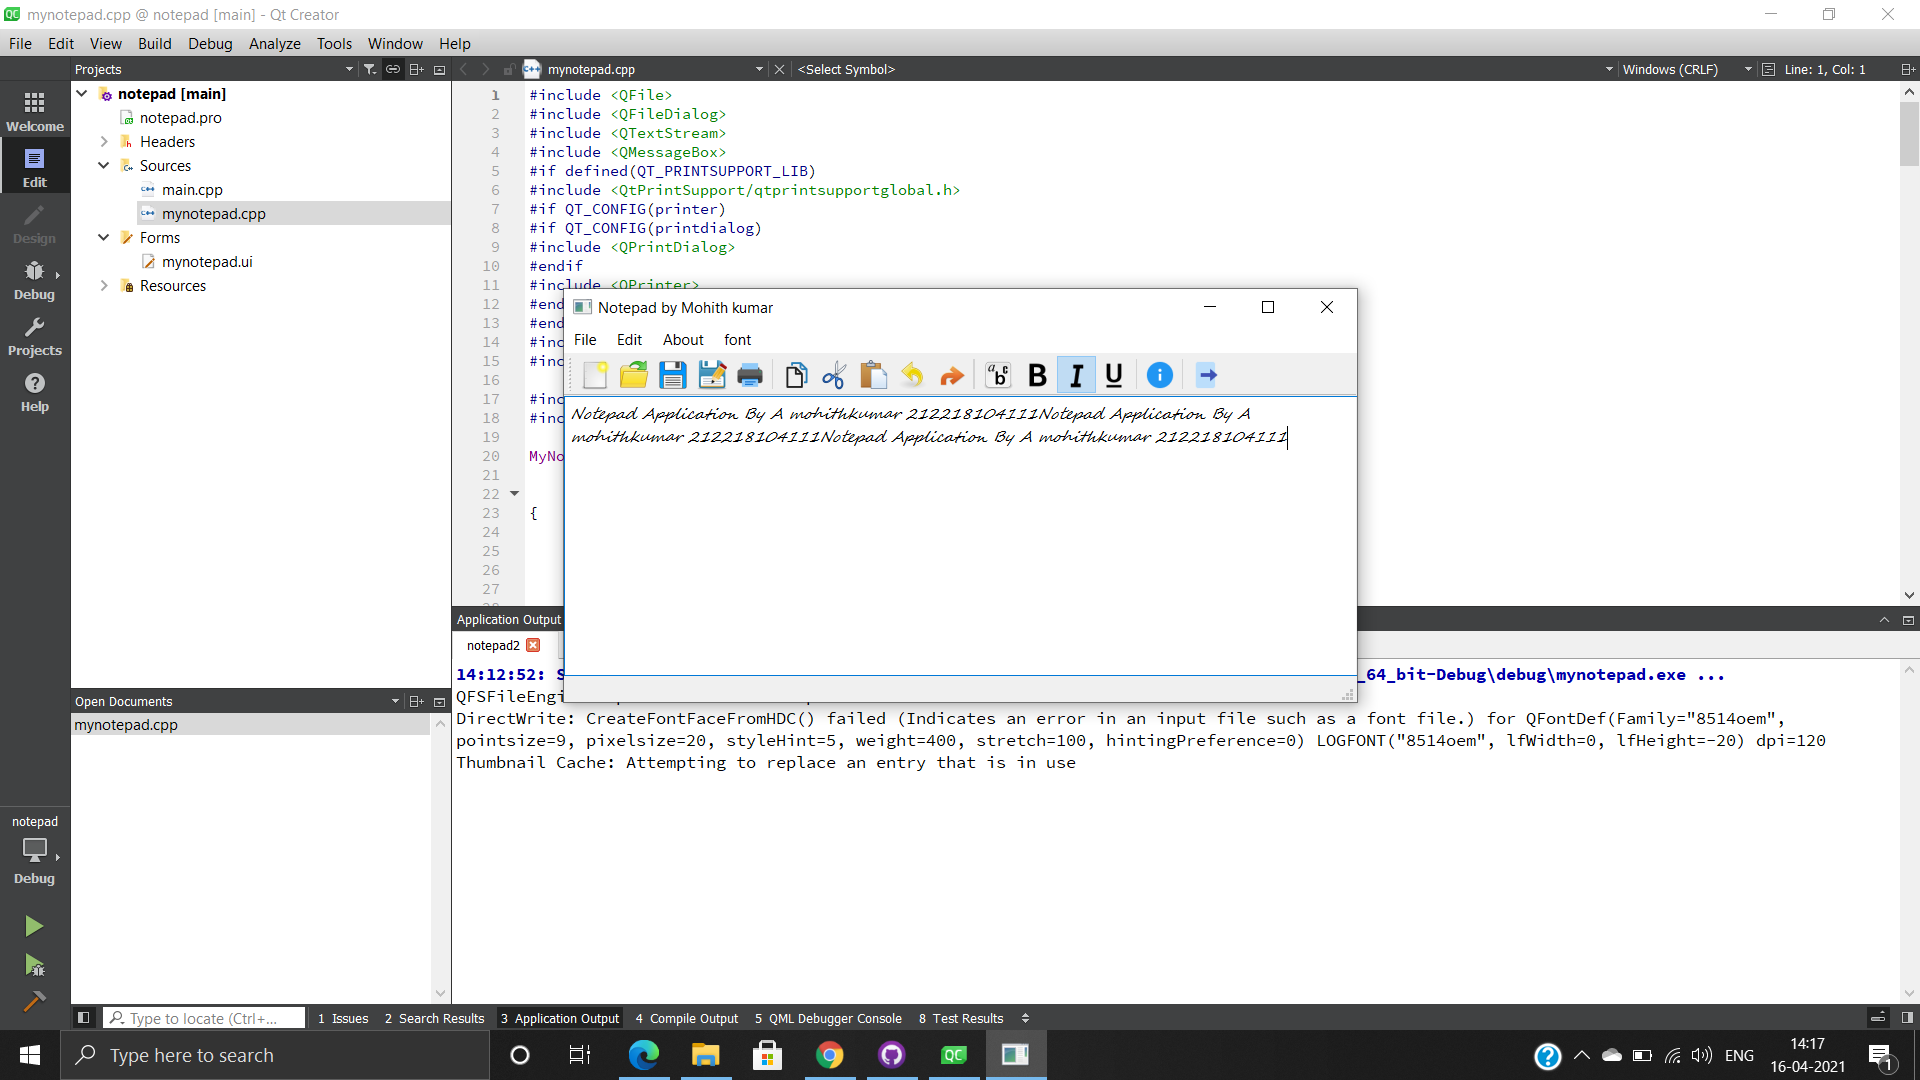 mynotepad.cpp @ notepad [main] - Qt Creator
File Edit View Build Debug Analyze Tools Window Help
Projects
mynotepad.cpp
<Select Symbol>
Windows (CRLF)
Line: 1, Col: 1
Welcome
Edit
Design
Debug
Projects
Help
notepad [main]
notepad.pro
Headers
Sources
main.cpp
mynotepad.cpp
Forms
mynotepad.ui
Resources
1 #include <QFile>
2 #include <QFileDialog>
3 #include <QTextStream>
4 #include <QMessageBox>
5 #if defined(QT_PRINTSUPPORT_LIB)
6 #include <QtPrintSupport/qtprintsupportglobal.h>
7 #if QT_CONFIG(printer)
8 #if QT_CONFIG(printdialog)
9 #include <QPrintDialog>
10 #endif
11 #include <QPrinter>
12 #end
13 #end
14 #inc
15 #inc
16
17 #inc
18 #inc
19
20 MyNo
21
22
23 {
24
25
26
27
Notepad by Mohith kumar
File Edit About font
abc B I U
Notepad Application By A mohithkumar 212218104111Notepad Application By A
mohithkumar 212218104111Notepad Application By A mohithkumar 212218104111
Application Output
notepad2
14:12:52: S
_64_bit-Debug\debug\mynotepad.exe ...
QFSFileEngi
DirectWrite: CreateFontFaceFromHDC() failed (Indicates an error in an input file such as a font file.) for QFontDef(Family="8514oem",
pointsize=9, pixelsize=20, styleHint=5, weight=400, stretch=100, hintingPreference=0) LOGFONT("8514oem", lfWidth=0, lfHeight=-20) dpi=120
Thumbnail Cache: Attempting to replace an entry that is in use
Open Documents
mynotepad.cpp
notepad
Debug
Type to locate (Ctrl+...
1 Issues 2 Search Results 3 Application Output 4 Compile Output 5 QML Debugger Console 8 Test Results
Type here to search
ENG
14:17
16-04-2021
1